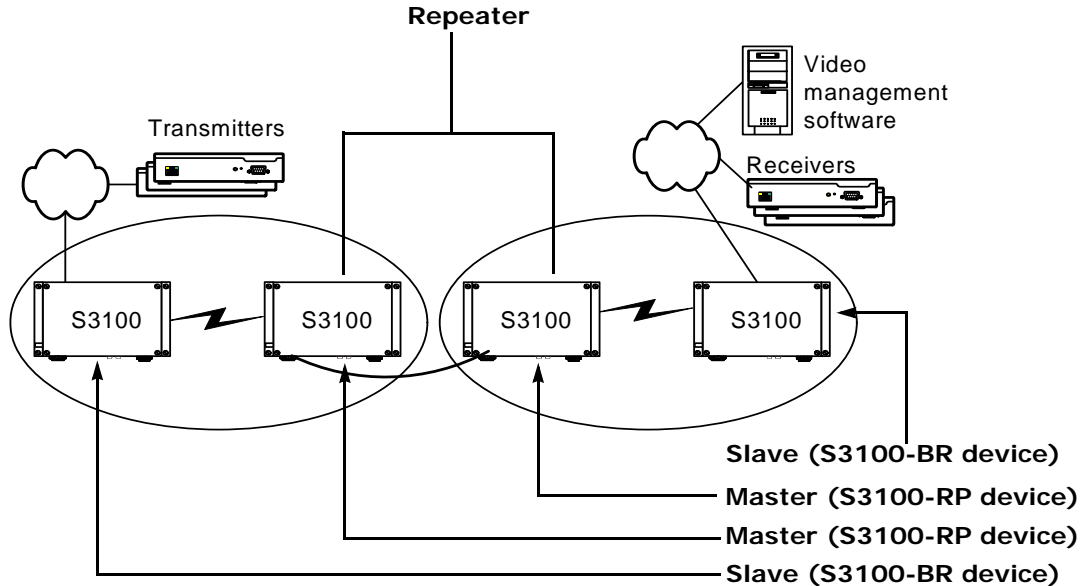 Repeater
Video
management
software
Transmitters
Receivers
S3100
S3100
S3100
S3100
Slave (S3100-BR device)
Master (S3100-RP device)
Master (S3100-RP device)
Slave (S3100-BR device)